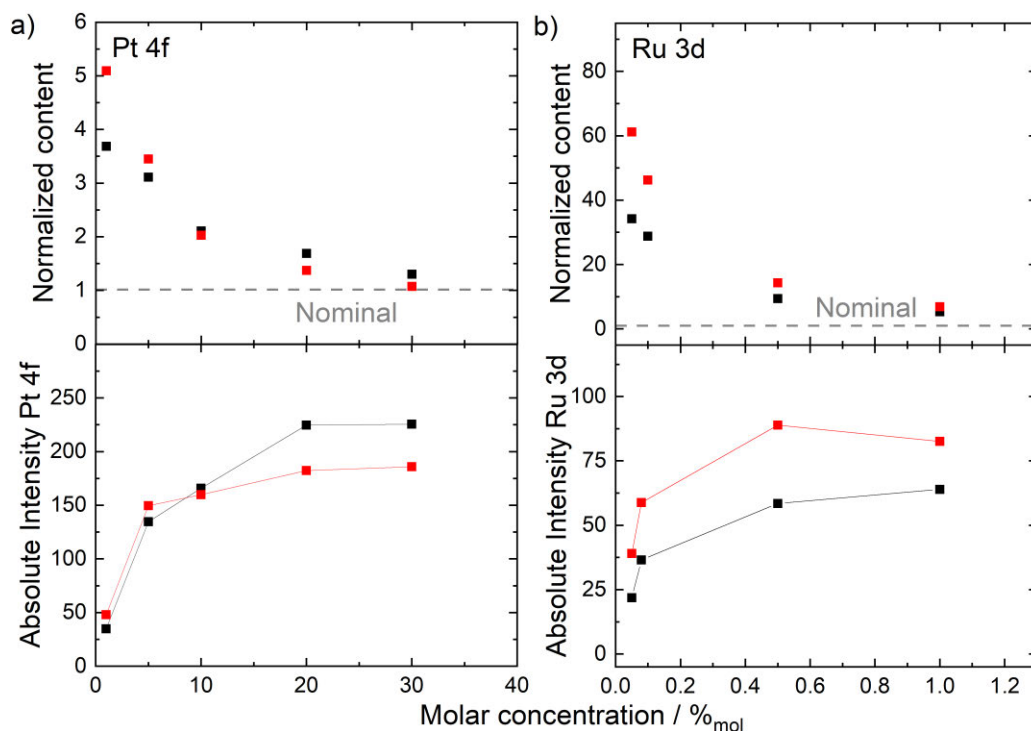 a)
Pt 4f
Normalized content
6
5
4
3
2
1
0
Nominal
b)
Ru 3d
Normalized content
80
60
40
20
0
Nominal
Absolute Intensity Pt 4f
250
200
150
100
50
0
0 10 20 30 40
Absolute Intensity Ru 3d
100
75
50
25
0
0.0 0.2 0.4 0.6 0.8 1.0 1.2
Molar concentration / %mol